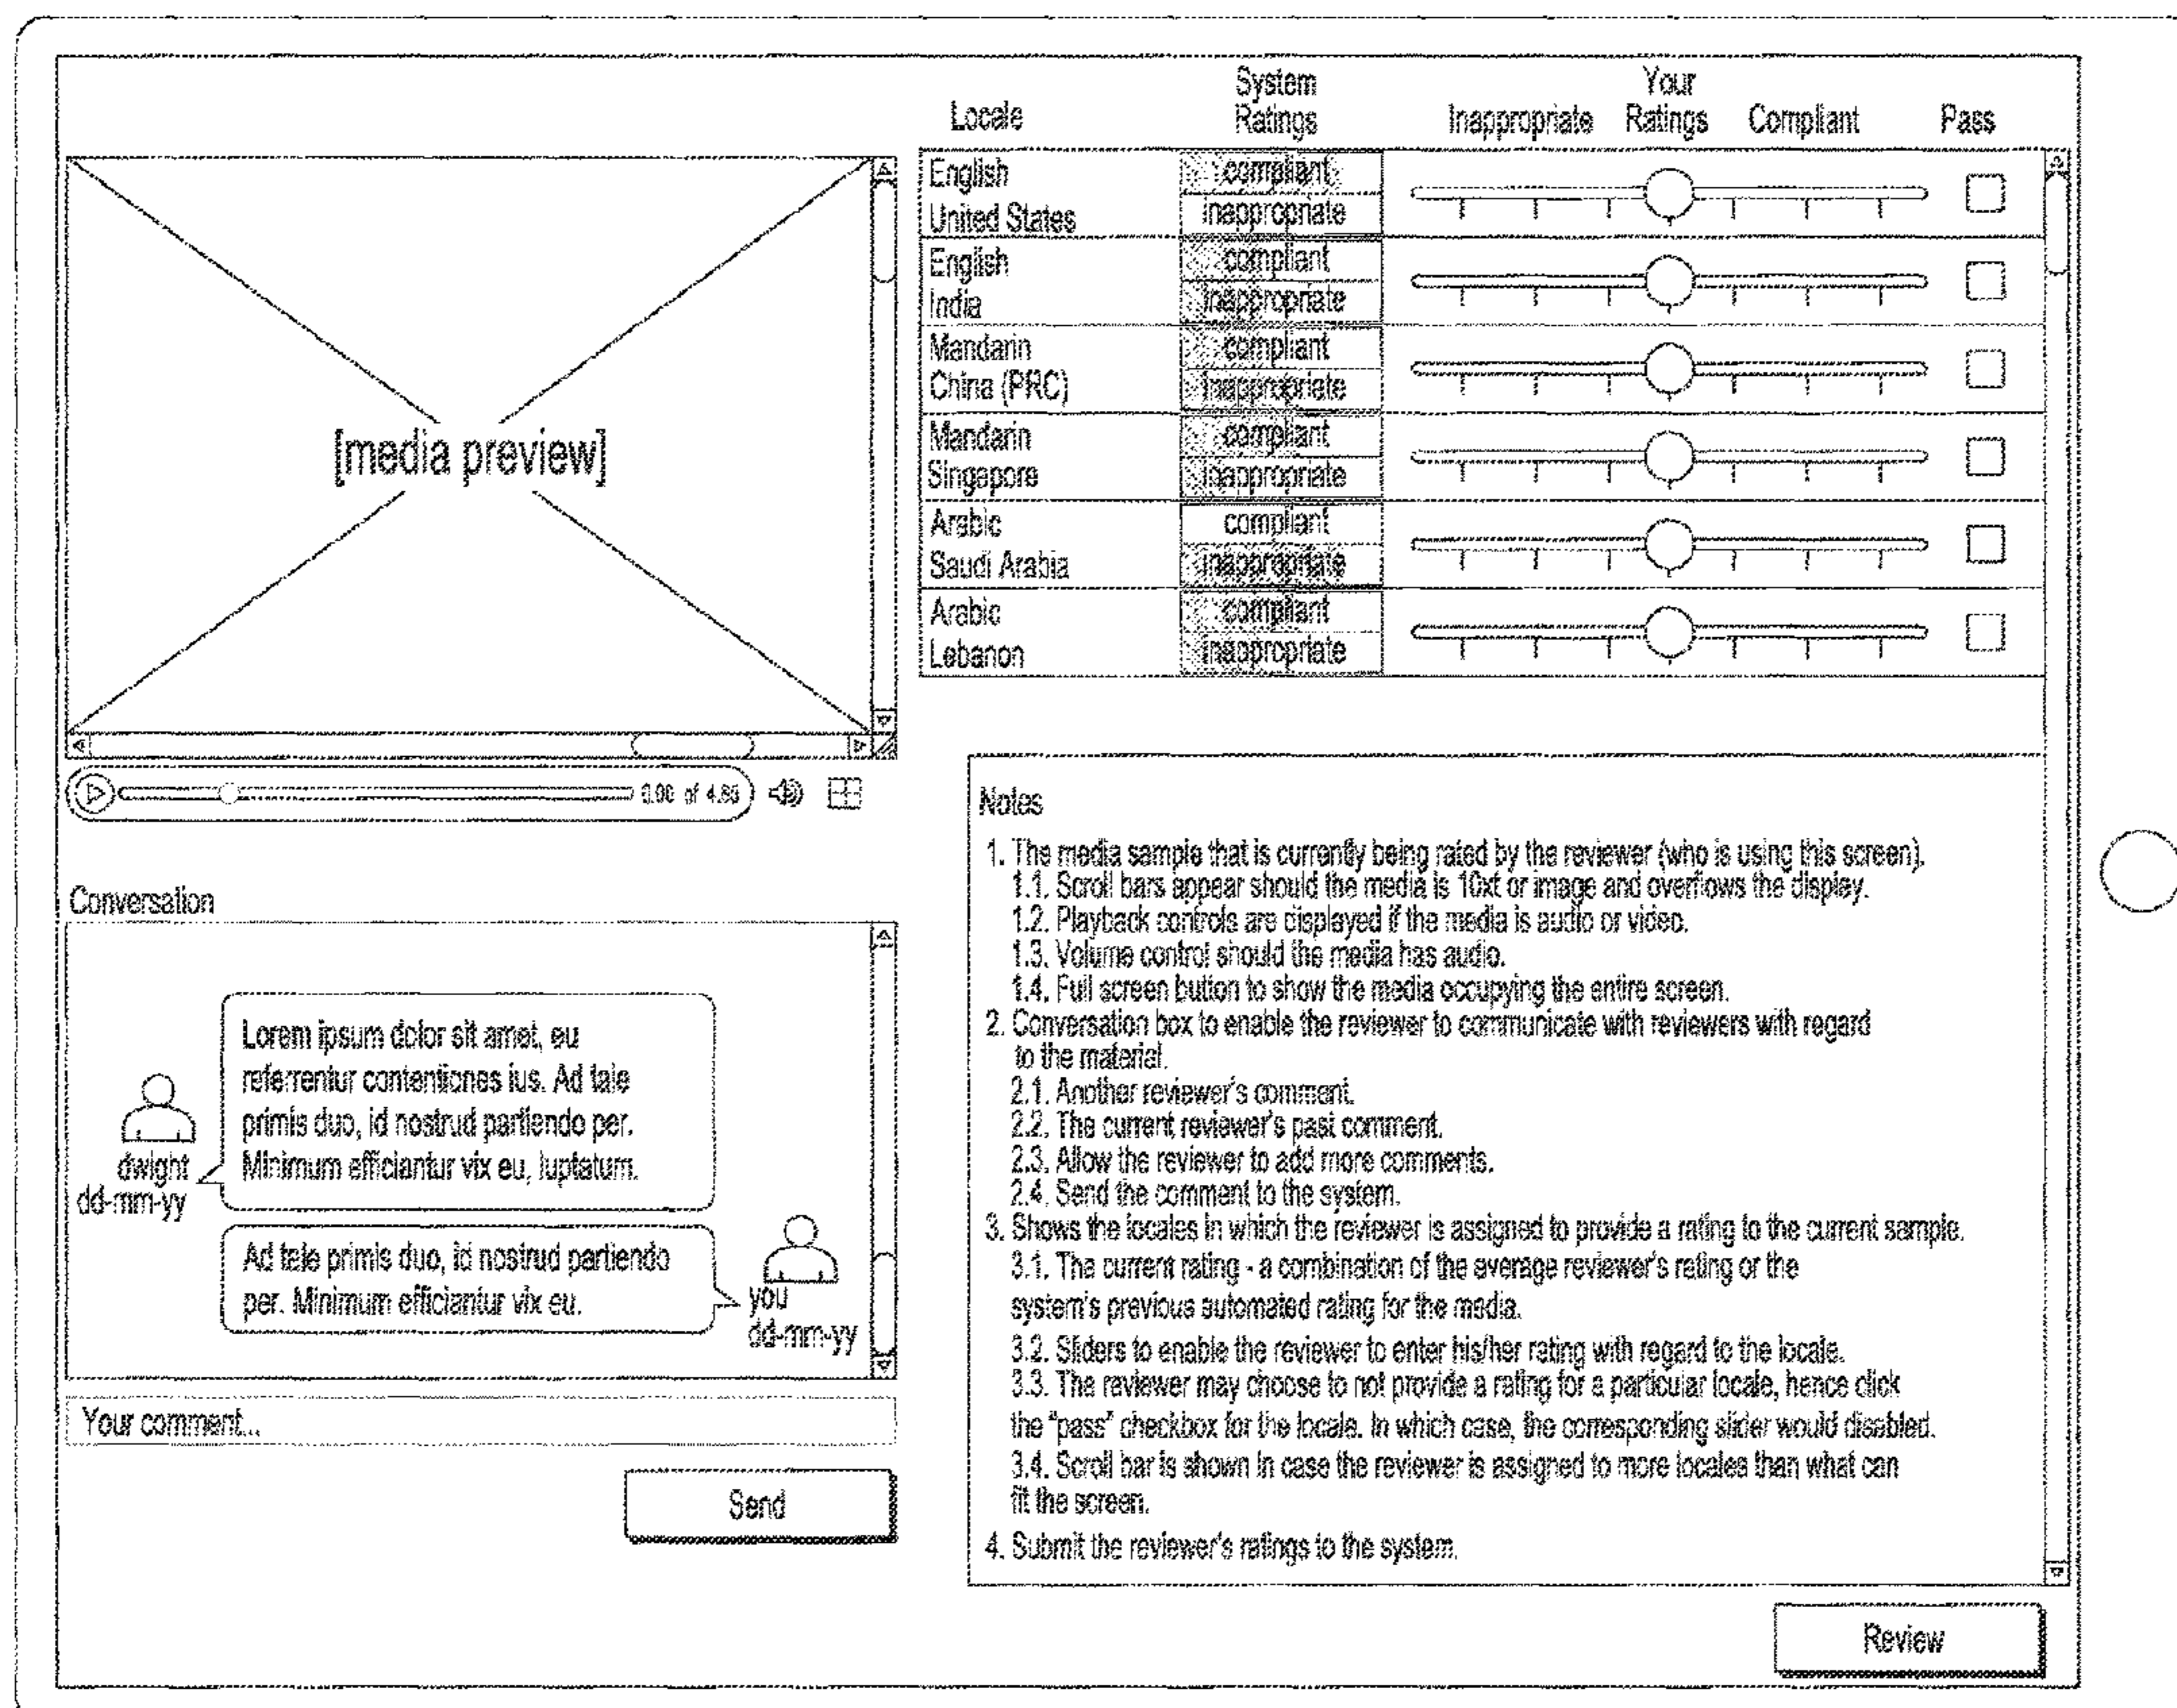 Locale
System
Ratings
Inappropriate
Your
Ratings
Compliant
Pass
English
United States
compliant
inappropriate
English
India
compliant
inappropriate
Mandarin
China (PRC)
compliant
inappropriate
Mandarin
Singapore
compliant
inappropriate
Arabic
Saudi Arabia
compliant
inappropriate
Arabic
Lebanon
compliant
inappropriate
[media preview]
of
Conversation
Lorem ipsum dolor sit amet, eu
referrentur contentiones ius. Ad tale
primis duo, id nostrud partiendo per.
Minimum efficiantur vix eu, luptatum.
dwight
dd-mm-yy
Ad tale primis duo, id nostrud partiendo
per. Minimum efficiantur vix eu.
you
dd-mm-yy
Your comment...
Send
Notes
1. The media sample that is currently being rated by the reviewer (who is using this screen).
1.1. Scroll bars appear should the media is 10xt or image and overflows the display.
1.2. Playback controls are displayed if the media is audio or video.
1.3. Volume control should the media has audio.
1.4. Full screen button to show the media occupying the entire screen.
2. Conversation box to enable the reviewer to communicate with reviewers with regard
to the material.
2.1. Another reviewer's comment.
2.2. The current reviewer's past comment.
2.3. Allow the reviewer to add more comments.
2.4. Send the comment to the system.
3. Shows the locales in which the reviewer is assigned to provide a rating to the current sample.
3.1. The current rating - a combination of the average reviewer's rating or the
system's previous automated rating for the media.
3.2. Sliders to enable the reviewer to enter his/her rating with regard to the locale.
3.3. The reviewer may choose to not provide a rating for a particular locale, hence click
the "pass" checkbox for the locale. In which case, the corresponding slider would disabled.
3.4. Scroll bar is shown in case the reviewer is assigned to more locales than what can
fit the screen.
4. Submit the reviewer's ratings to the system.
Review